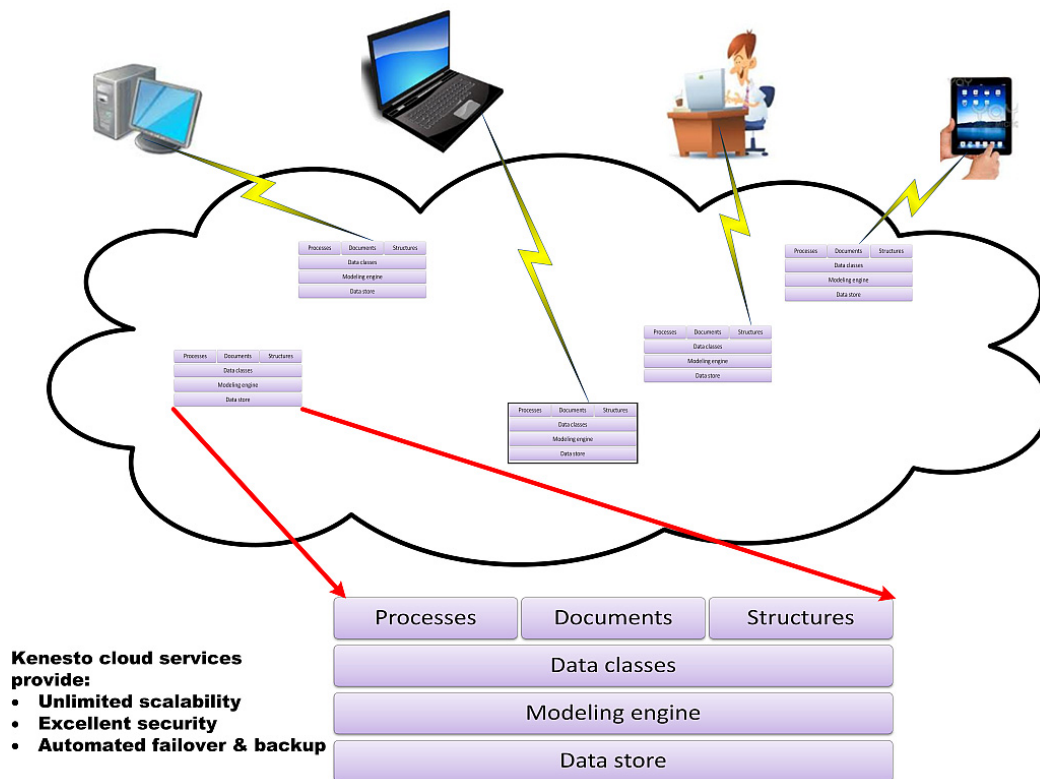 YAY
Processes Documents Structures
Data classes
Modeling engine
Data store
Processes Documents Structures
Data classes
Modeling engine
Data store
Processes Documents Structures
Data classes
Modeling engine
Data store
Processes Documents Structures
Data classes
Modeling engine
Data store
Processes Documents Structures
Data classes
Modeling engine
Data store
Processes Documents Structures
Data classes
Modeling engine
Data store
Kenesto cloud services
provide:
• Unlimited scalability
• Excellent security
• Automated failover & backup